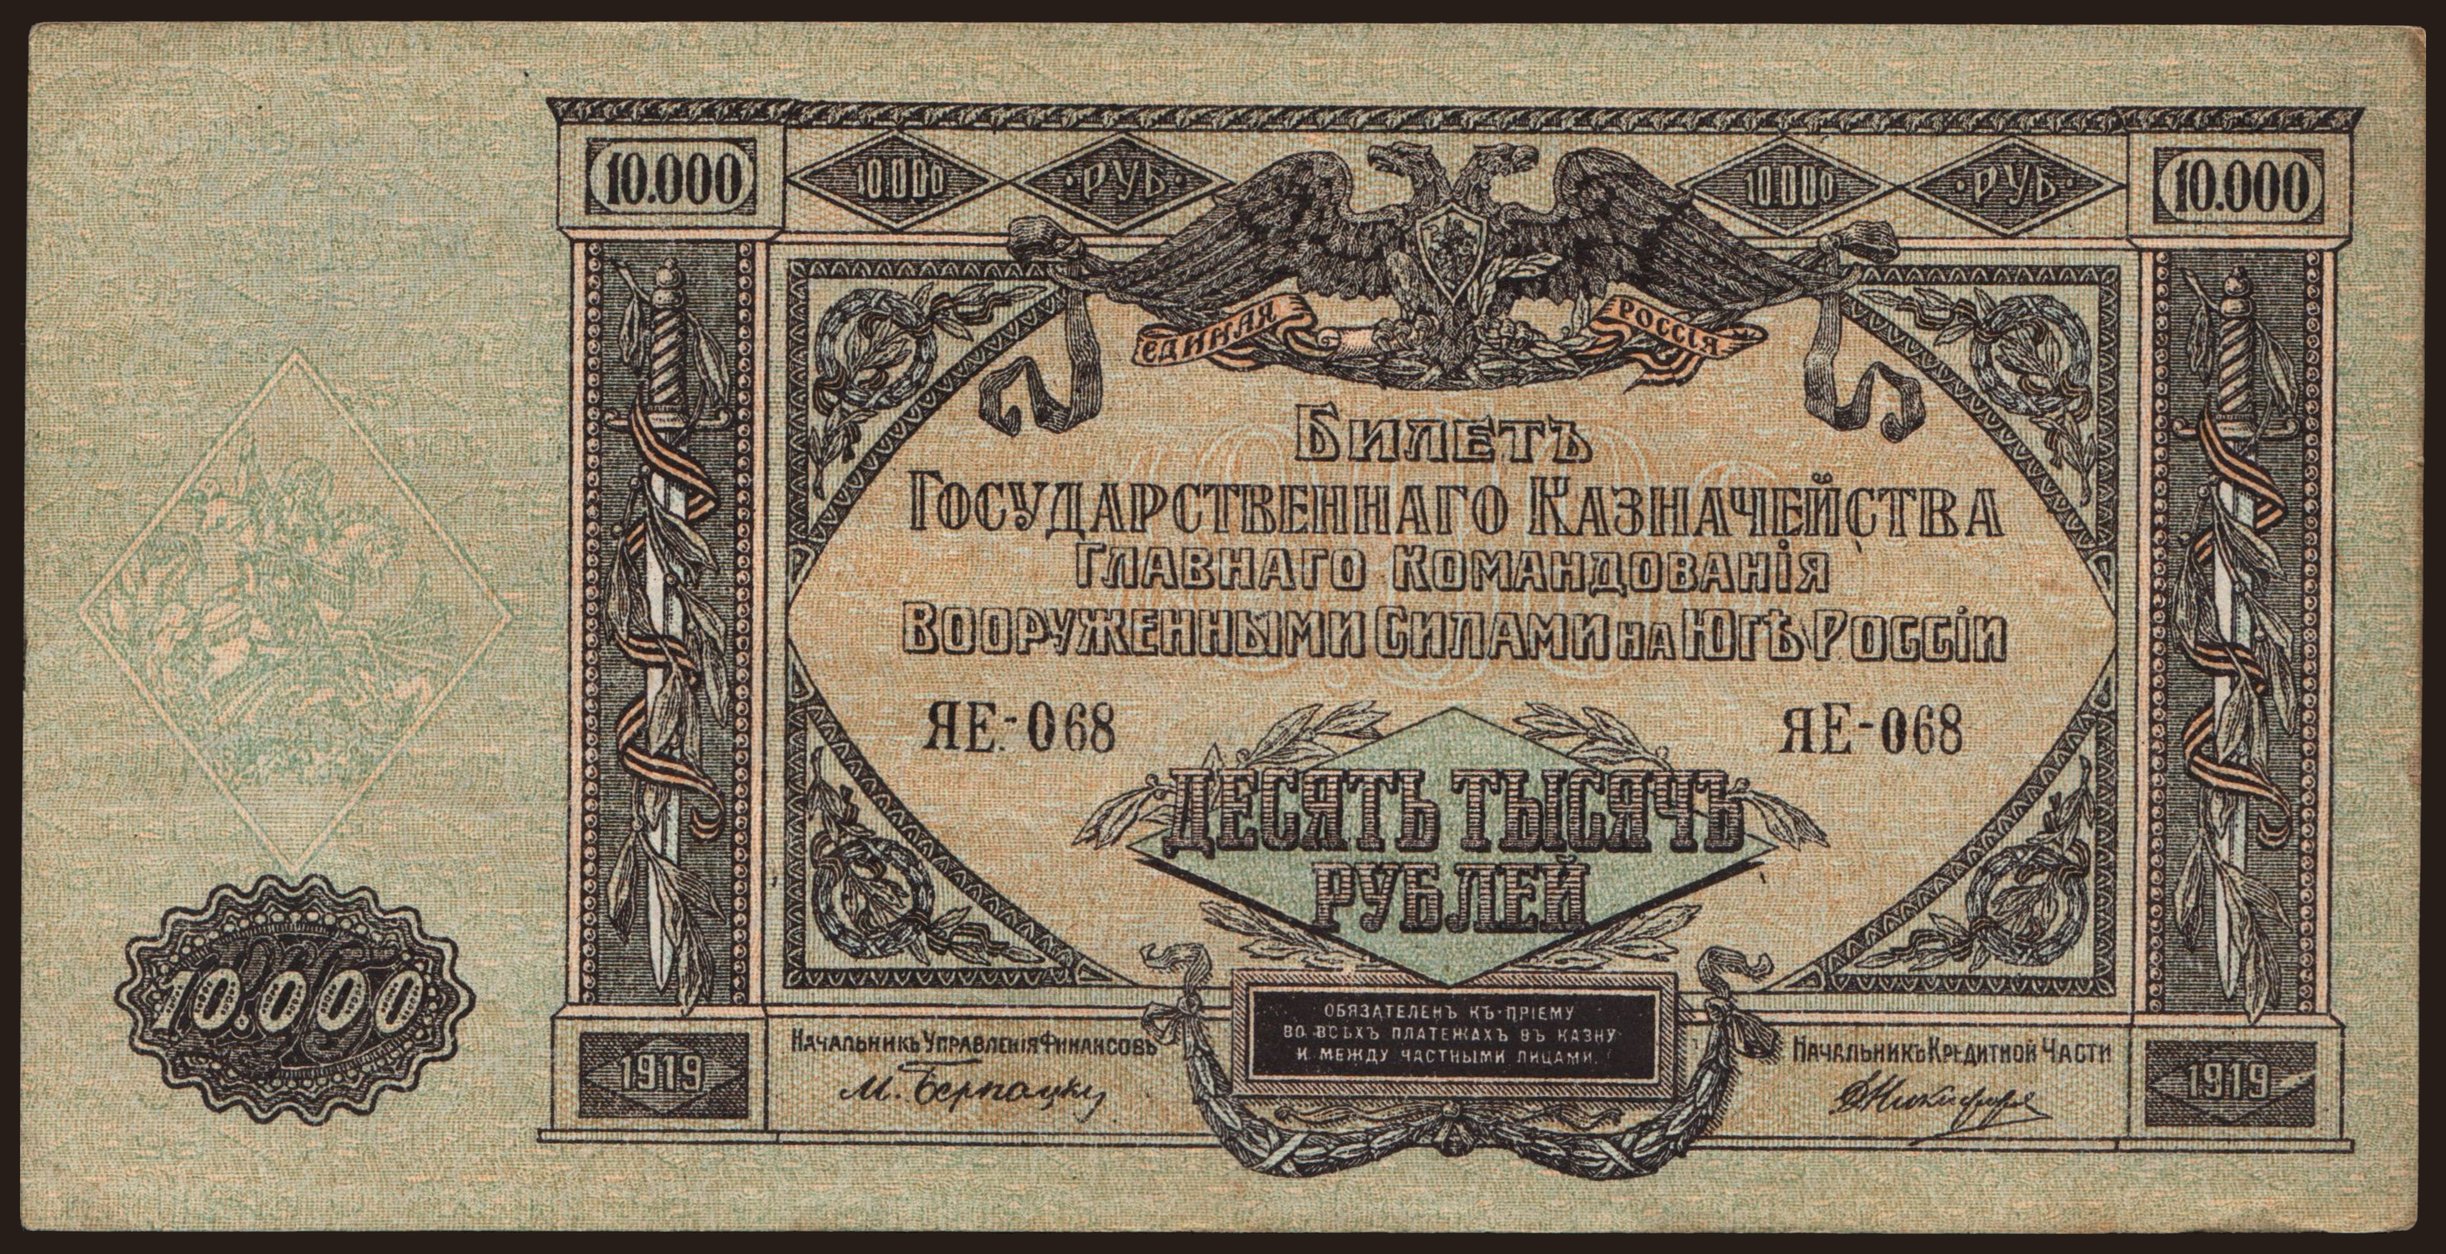 10.000
10.000
РУБ
10.000
РУБ
10.000
ЕДИНАЯ
РОССІЯ
БИЛЕТЪ
ГОСУДАРСТВЕННАГО КАЗНАЧЕЙСТВА
ГЛАВНАГО КОМАНДОВАНІЯ
ВООРУЖЕННЫМИ СИЛАМИ НА ЮГѢ РОССІИ
ЯЕ-068
ЯЕ-068
ДЕСЯТЬ ТЫСЯЧЪ
РУБЛЕЙ
10.000
1919
НАЧАЛЬНИКЪ УПРАВЛЕНІЯ ФИНАНСОВЪ
М. Бернацкій
ОБЯЗАТЕЛЕНЪ КЪ ПРІЕМУ
ВО ВСѢХЪ ПЛАТЕЖАХЪ ВЪ КАЗНУ
И МЕЖДУ ЧАСТНЫМИ ЛИЦАМИ.
НАЧАЛЬНИКЪ КРЕДИТНОЙ ЧАСТИ
1919